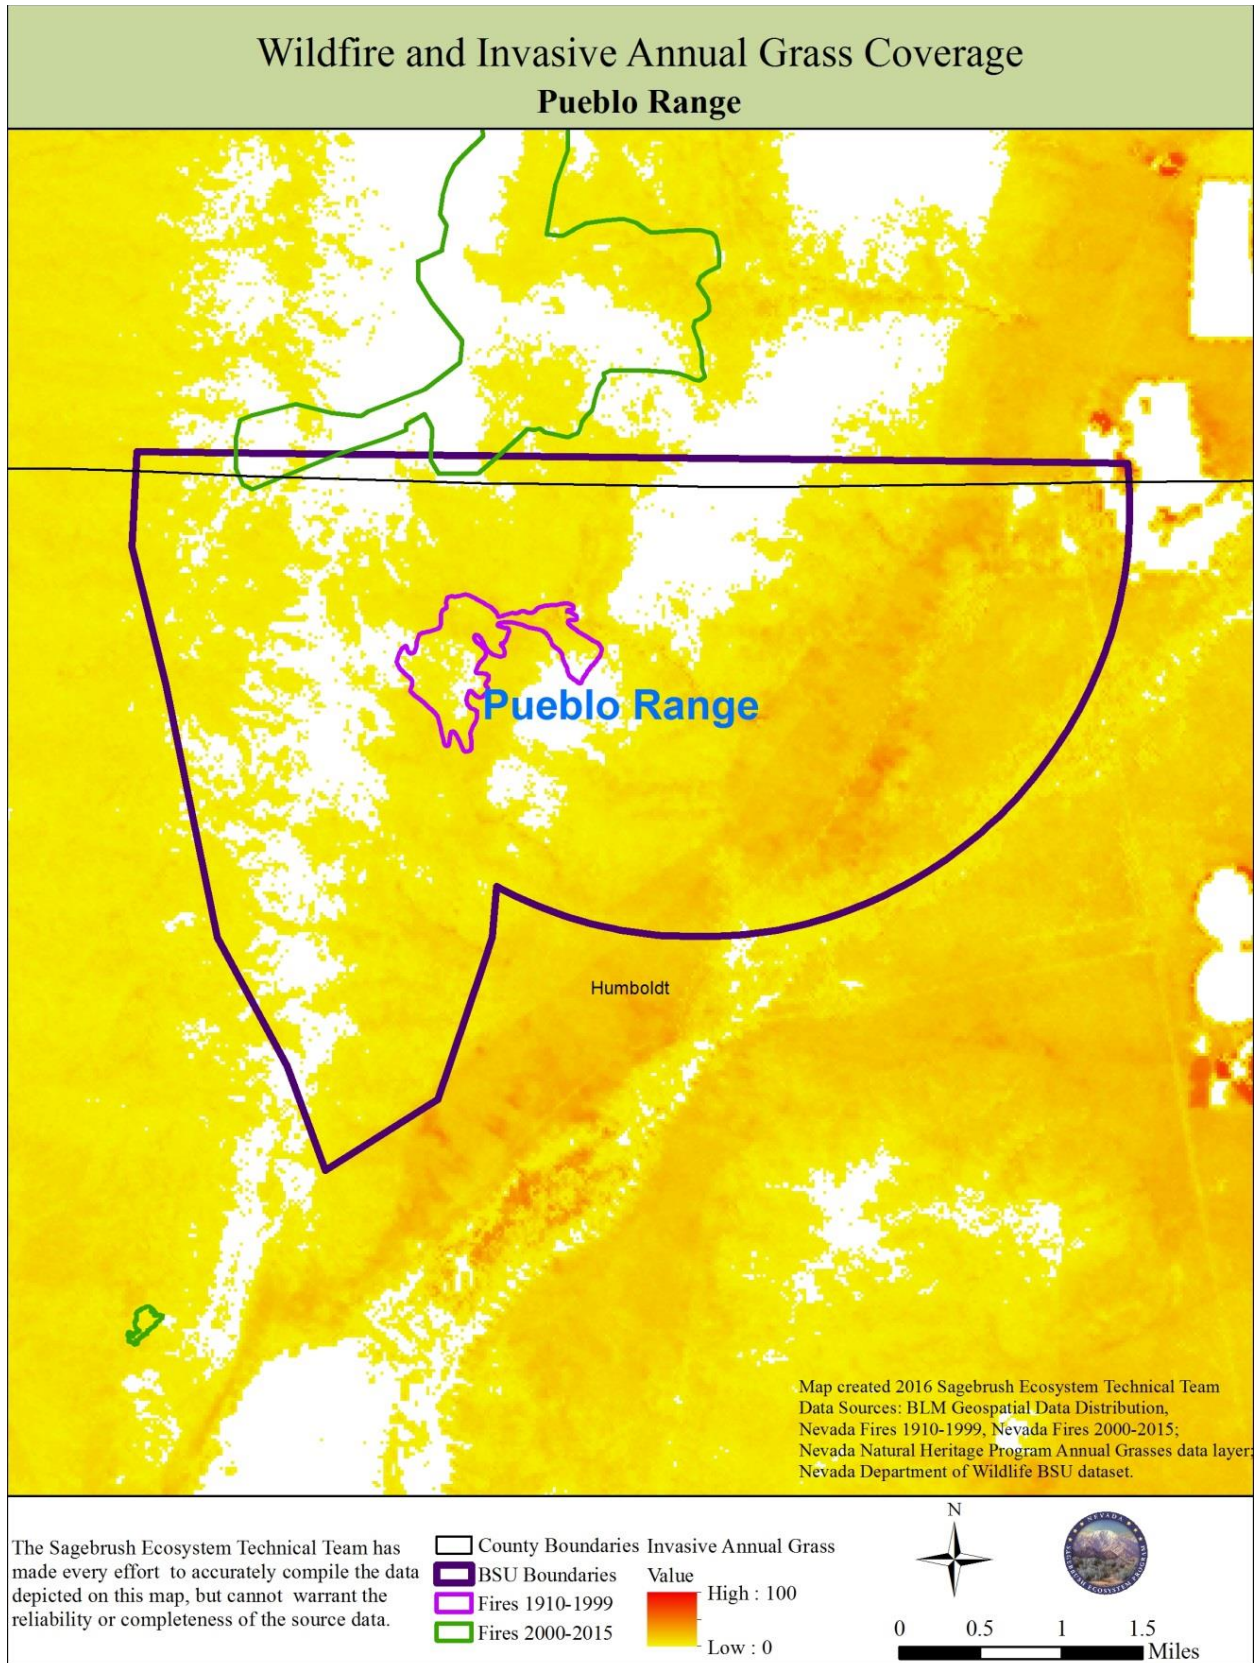 Wildfire and Invasive Annual Grass Coverage
Pueblo Range
Pueblo Range
Humboldt
Map created 2016 Sagebrush Ecosystem Technical Team
Data Sources: BLM Geospatial Data Distribution,
Nevada Fires 1910-1999, Nevada Fires 2000-2015;
Nevada Natural Heritage Program Annual Grasses data layer;
Nevada Department of Wildlife BSU dataset.
The Sagebrush Ecosystem Technical Team has
made every effort to accurately compile the data
depicted on this map, but cannot warrant the
reliability or completeness of the source data.
County Boundaries
BSU Boundaries
Fires 1910-1999
Fires 2000-2015
Invasive Annual Grass
Value
High : 100
Low : 0
N
NEVADA
SAGEBRUSH ECOSYSTEM PROGRAM
0 0.5 1 1.5
Miles